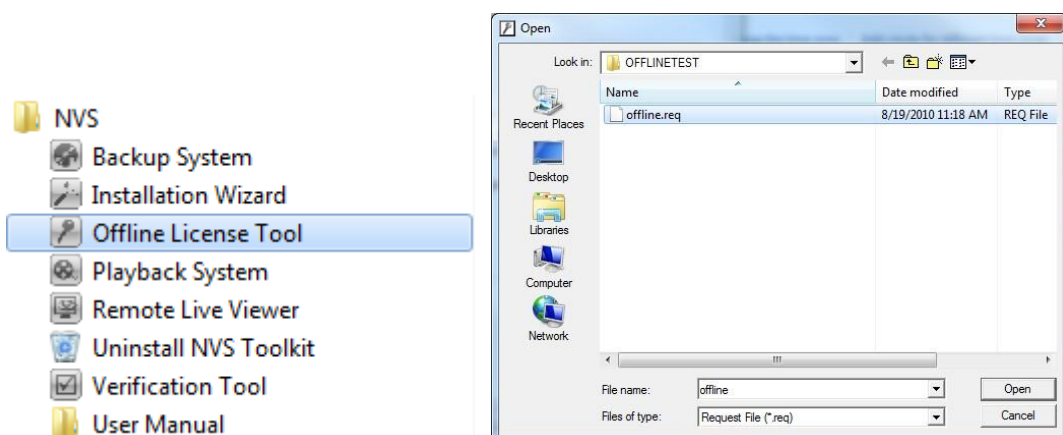 NVS
Backup System
Installation Wizard
Offline License Tool
Playback System
Remote Live Viewer
Uninstall NVS Toolkit
Verification Tool
User Manual
Open
Look in: OFFLINETEST
Name Date modified Type
offline.req 8/19/2010 11:18 AM REQ File
Recent Places
Desktop
Libraries
Computer
Network
File name: offline Open
Files of type: Request File (*.req) Cancel